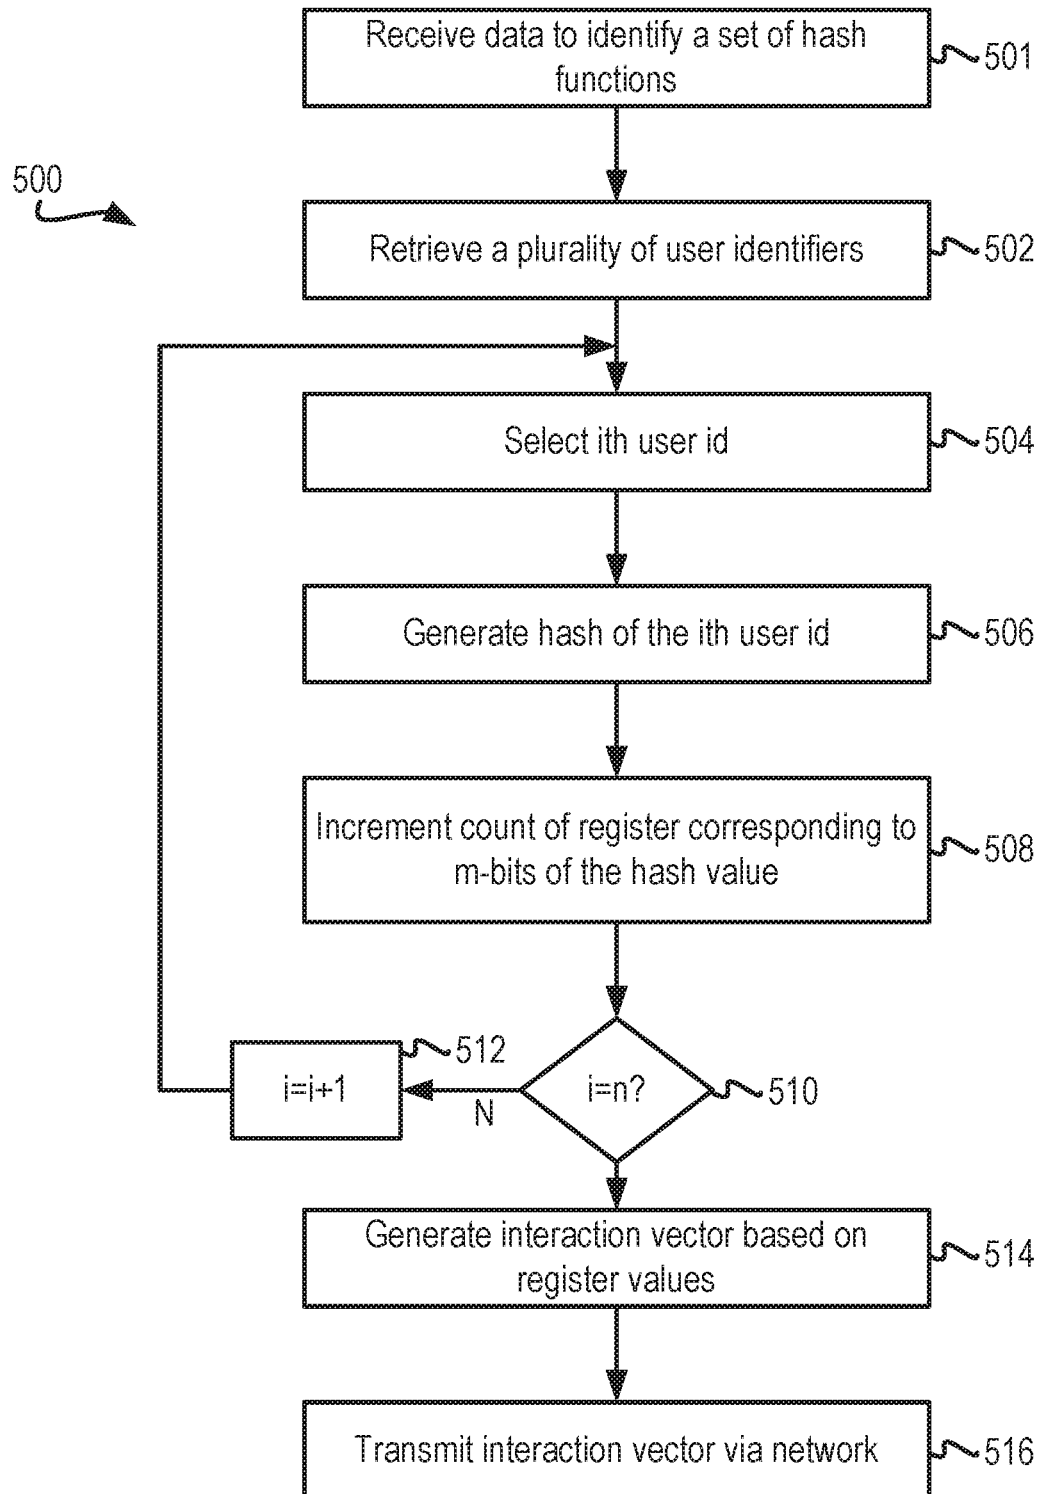 Receive data to identify a set of hash
functions
501
500
Retrieve a plurality of user identifiers
502
Select ith user id
504
Generate hash of the ith user id
506
Increment count of register corresponding to
m-bits of the hash value
508
512
i=i+1
N
i=n?
510
Generate interaction vector based on
register values
514
Transmit interaction vector via network
516